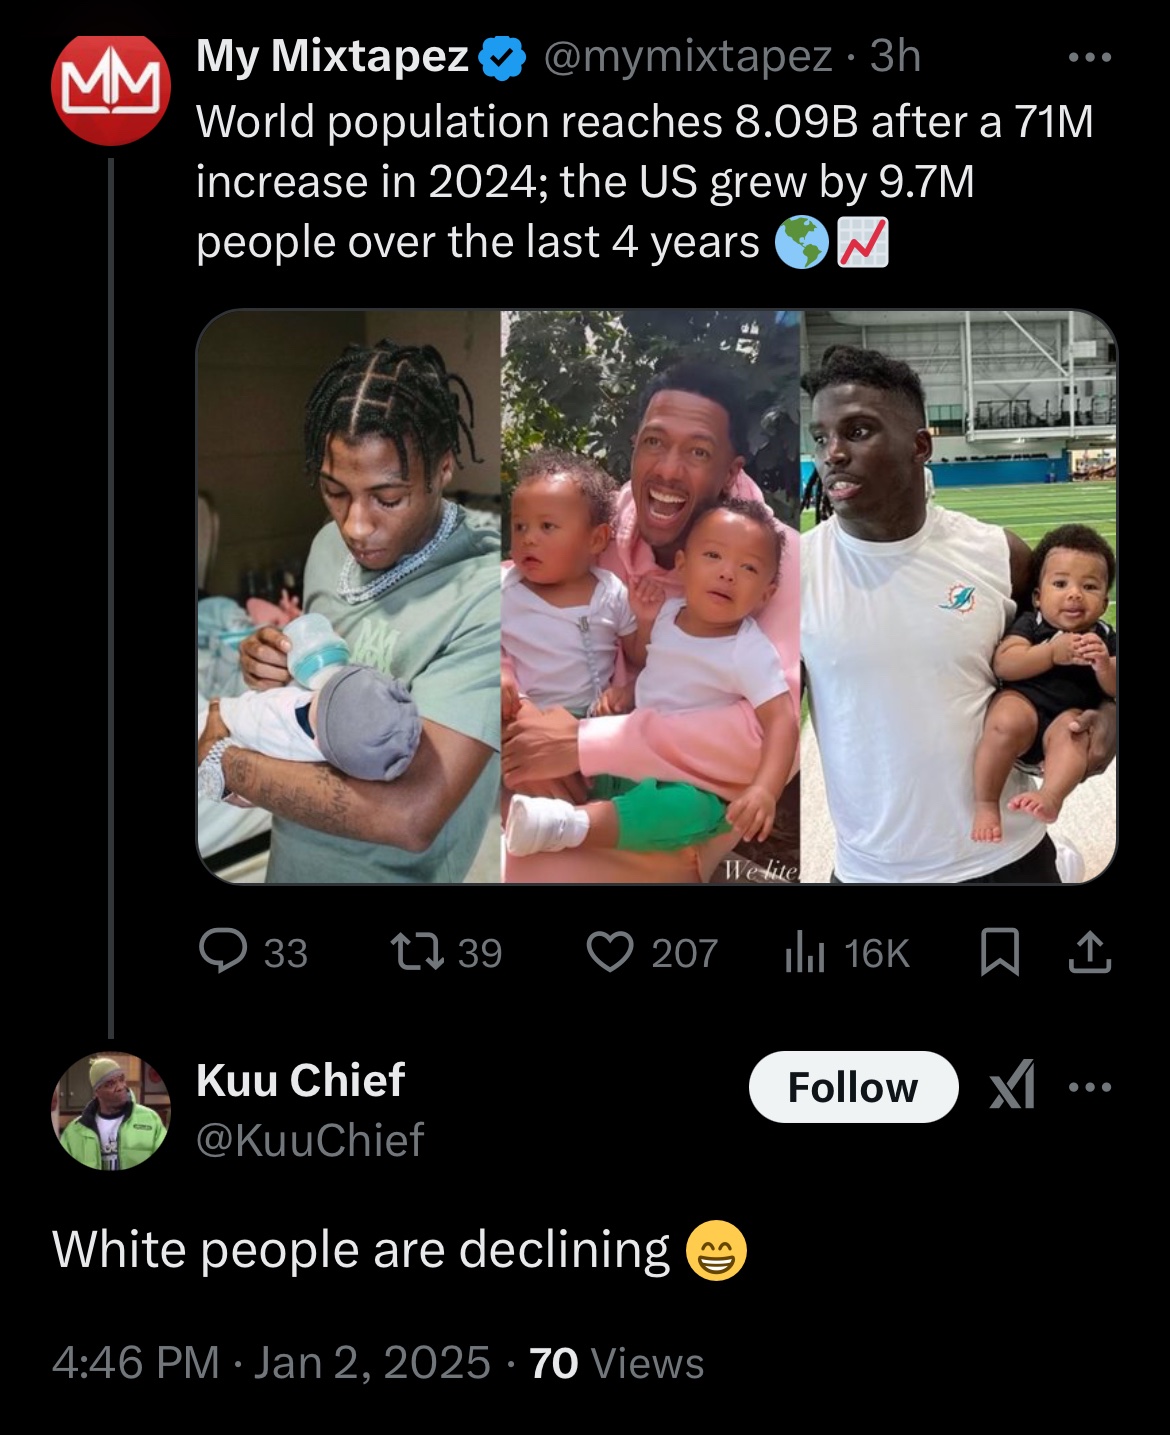 My Mixtapez @mymixtapez · 3h
World population reaches 8.09B after a 71M
increase in 2024; the US grew by 9.7M
people over the last 4 years 🌎📈
We lite
33 39 207 16K
Kuu Chief
@KuuChief
Follow
White people are declining 😁
4:46 PM · Jan 2, 2025 · 70 Views